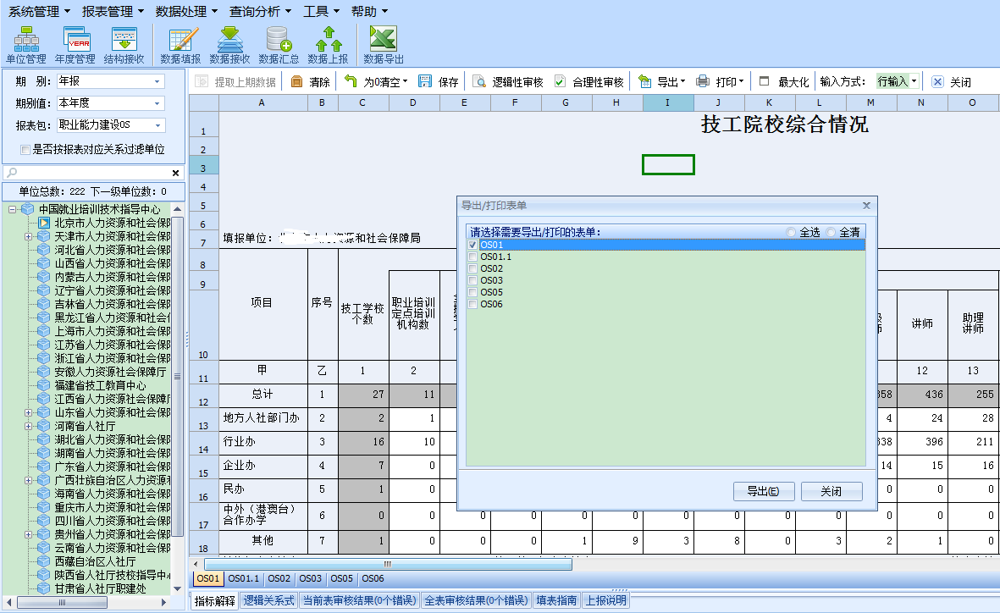 系统管理 报表管理 数据处理 查询分析 工具 帮助
单位管理 年度管理 结构接收 数据填报 数据接收 数据汇总 数据上报 数据导出
YEAR
期 别: 年报
期别值: 本年度
报表包: 职业能力建设OS
是否按报表对应关系过滤单位
单位总数: 222 下一级单位数: 0
中国就业培训技术指导中心
北京市人力资源和社会保
天津市人力资源和社会保
河北省人力资源和社会保
山西省人力资源和社会保
内蒙古人力资源和社会保
辽宁省人力资源和社会保
吉林省人力资源和社会保
黑龙江省人力资源和社会
上海市人力资源和社会保
江苏省人力资源和社会保
浙江省人力资源和社会保
安徽人力资源社会保障厅
福建省技工教育中心
江西省人力资源社会保障
山东省人力资源和社会保
河南省人社厅
湖北省人力资源和社会保
湖南省人力资源和社会保
广东省人力资源和社会保
广西壮族自治区人力资源
海南省人力资源和社会保
重庆市人力资源和社会保
四川省人力资源和社会保
贵州省人力资源和社会保
云南省人力资源和社会保
西藏自治区人社厅
陕西省人社厅技校指导中
甘肃省人社厅职建处
提取上期数据 清除 为0清空 保存 逻辑性审核 合理性审核 导出 打印 最大化 输入方式: 行输入 关闭
A B C D E F G H I J K L M N O
1 技工院校综合情况
2
3
4
5
6
7 填报单位: 资源和社会保障局
8
9
10 项目 序号 技工学校个数 职业培训定点培训机构数 讲师 助理讲师
11 甲 乙 1 2 12 13
12 总计 1 27 11 358 436 255
13 地方人社部门办 2 2 1 4 24 28
14 行业办 3 16 10 338 396 211
15 企业办 4 7 0 14 15 16
16 民办 5 1 0 0 0 0
17 中外（港澳台）合作办学 6 0 0 0 0 0 0 0 0 0 0 0 0 0
18 其他 7 1 0 0 0 1 9 3 8 0 3 2 1 0
导出/打印表单
请选择需要导出/打印的表单: 全选 全清
OS01
OS01.1
OS02
OS03
OS05
OS06
导出(E) 关闭
OS01 OS01.1 OS02 OS03 OS05 OS06
指标解释 逻辑关系式 当前表审核结果(0个错误) 全表审核结果(0个错误) 填表指南 上报说明